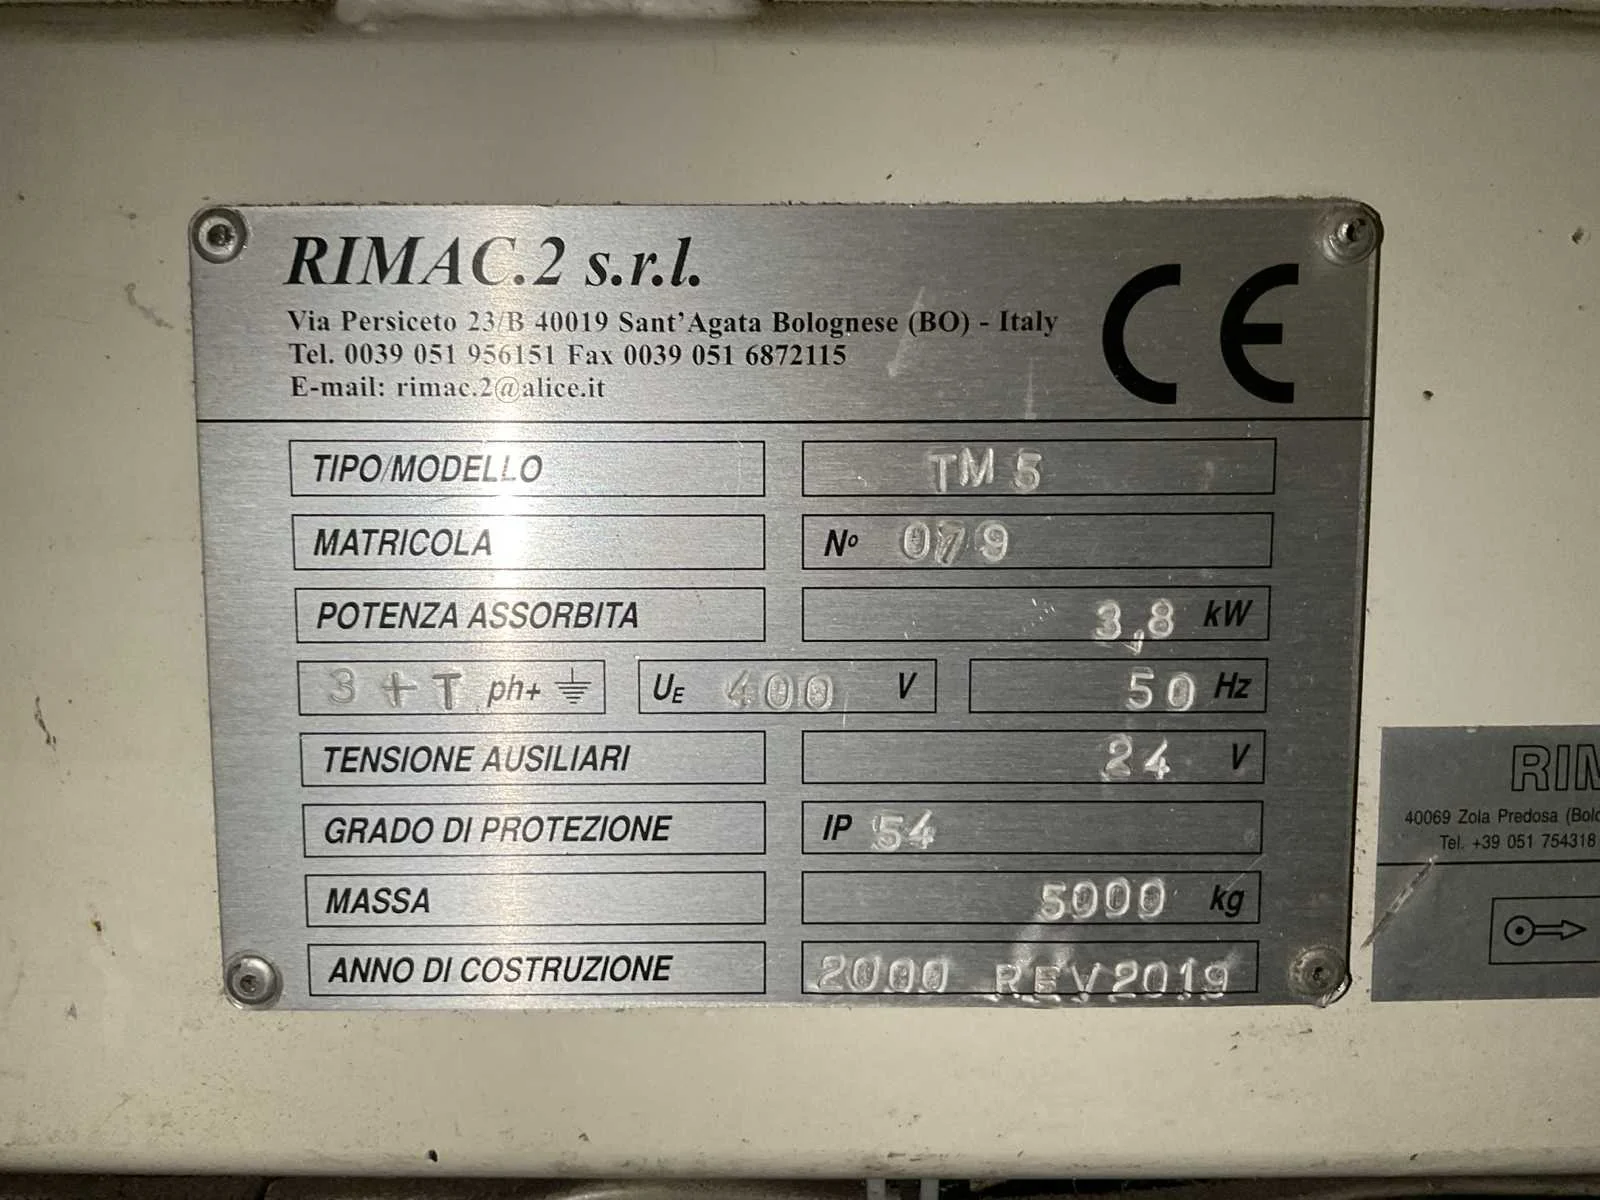 RIMAC.2 s.r.l.
Via Persiceto 23/B 40019 Sant'Agata Bolognese (BO) - Italy
Tel. 0039 051 956151 Fax 0039 051 6872115
E-mail: rimac.2@alice.it
CE
TIPO/MODELLO TM 5
MATRICOLA Nº 079
POTENZA ASSORBITA 3,8 kW
3 + T ph+ UE 400 V 50 Hz
TENSIONE AUSILIARI 24 V
GRADO DI PROTEZIONE IP 54
MASSA 5000 kg
ANNO DI COSTRUZIONE 2000 REV2019
RIM
40069 Zola Predosa (Bolo
Tel. +39 051 754318